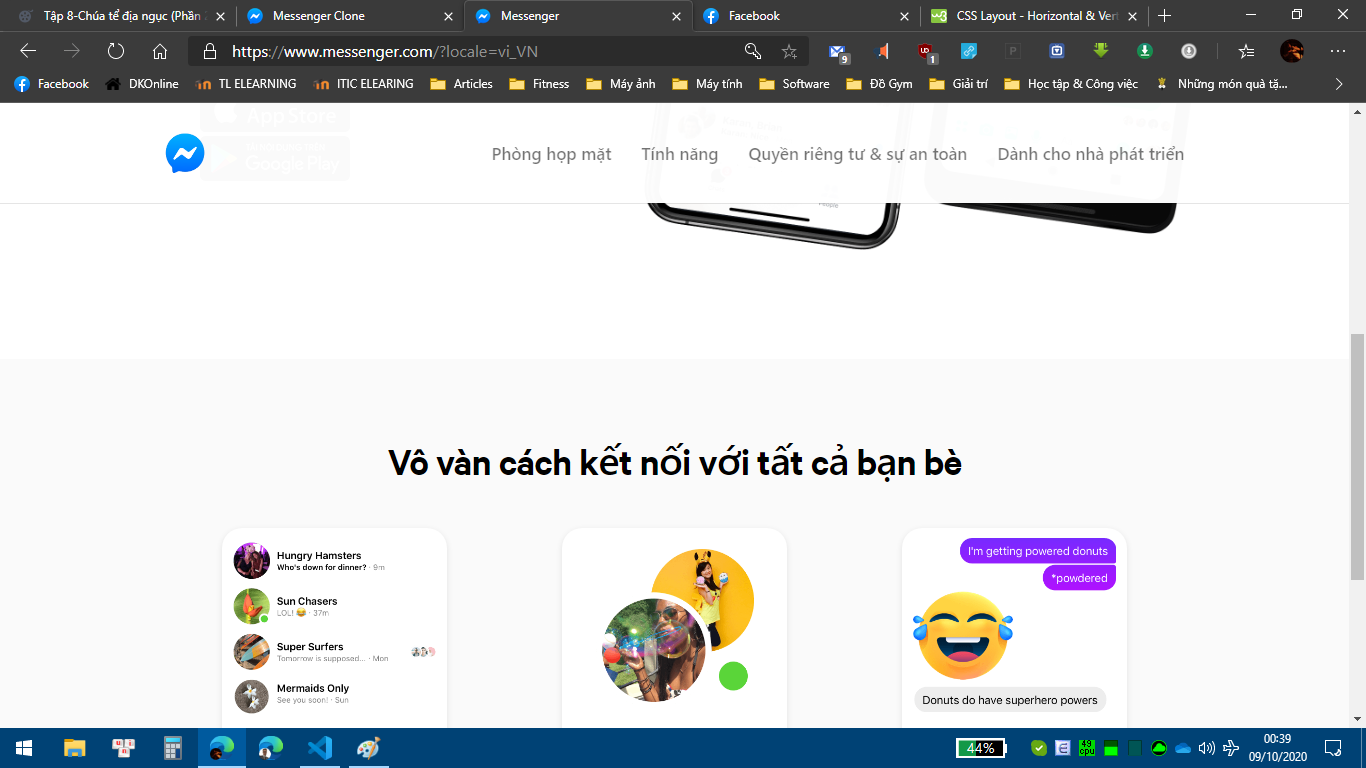 Tập 8-Chúa tể địa ngục (Phần
Messenger Clone
Messenger
Facebook
CSS Layout - Horizontal & Vert
https://www.messenger.com/?locale=vi_VN
9
1
Facebook
DKOnline
TL ELEARNING
ITIC ELEARING
Articles
Fitness
Máy ảnh
Máy tính
Software
Đồ Gym
Giải trí
Học tập & Công việc
Những món quà tặ...
App Store
Google Play
Phòng họp mặt
Tính năng
Quyền riêng tư & sự an toàn
Dành cho nhà phát triển
People
Vô vàn cách kết nối với tất cả bạn bè
Hungry Hamsters
Who's down for dinner? · 9m
Sun Chasers
LOL! 😂 · 37m
Super Surfers
Tomorrow is supposed... · Mon
Mermaids Only
See you soon! · Sun
I'm getting powered donuts
*powdered
Donuts do have superhero powers
44%
43
cpu
00:39
09/10/2020